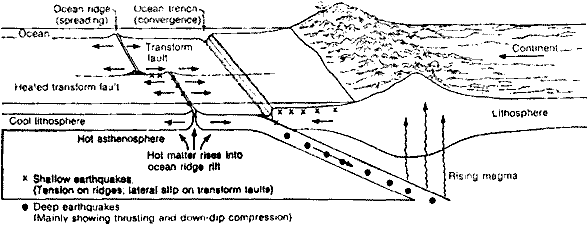 Ocean ridge
(spreading)
Ocean trench
(convergence)
Ocean
Transform
fault
Continent
Healed transform fault
Cool lithosphere
Lithosphere
Hot asthenosphere
Hot matter rises into
ocean ridge rift
Rising magma
x Shallow earthquakes
(Tension on ridges; lateral slip on transform faults)
● Deep earthquakes
(Mainly showing thrusting and down-dip compression)